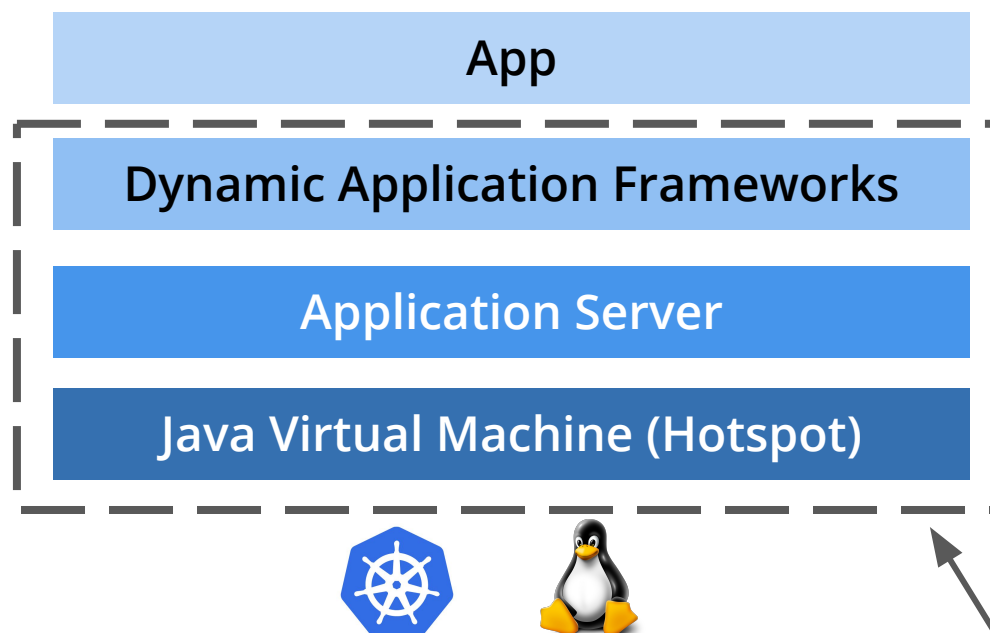 App
Dynamic Application Frameworks
Application Server
Java Virtual Machine (Hotspot)